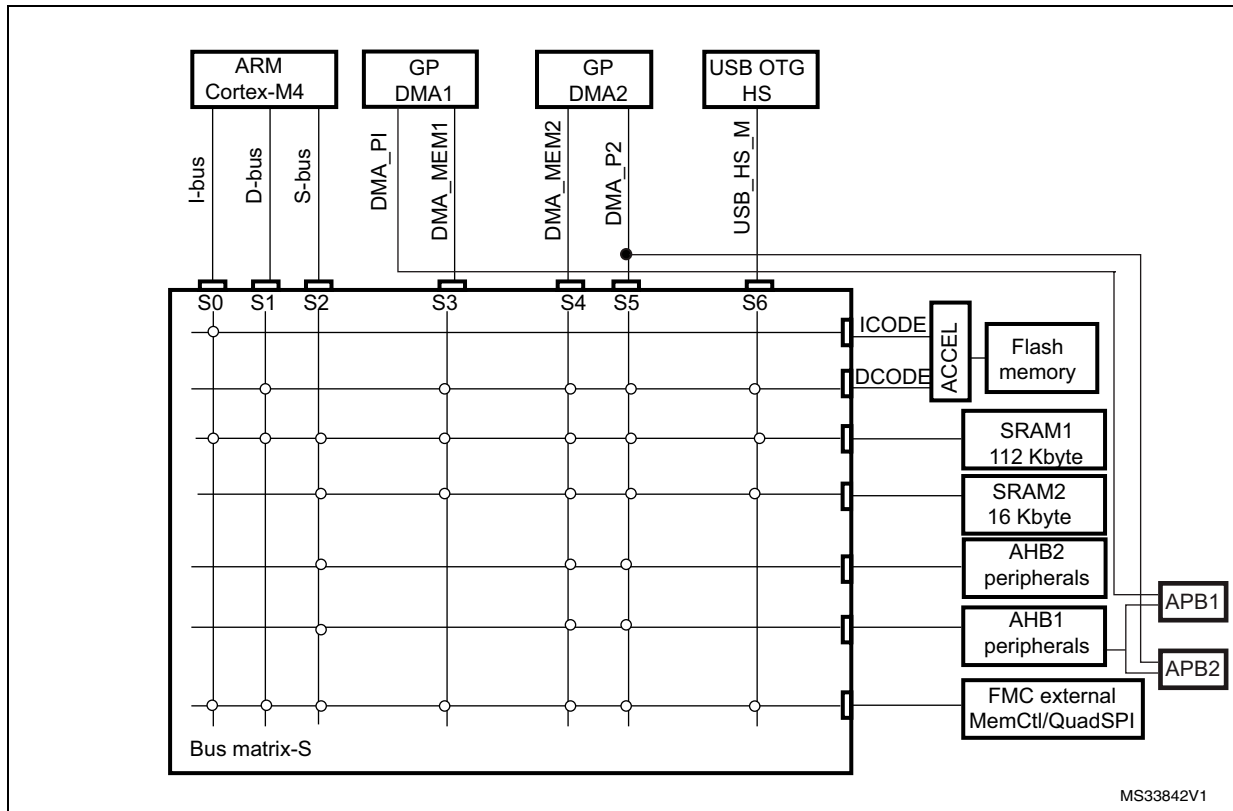 ARM
Cortex-M4
GP
DMA1
GP
DMA2
USB OTG
HS
I-bus
D-bus
S-bus
DMA_PI
DMA_MEM1
DMA_MEM2
DMA_P2
USB_HS_M
S0
S1
S2
S3
S4
S5
S6
ICODE
DCODE
ACCEL
Flash
memory
SRAM1
112 Kbyte
SRAM2
16 Kbyte
AHB2
peripherals
AHB1
peripherals
APB1
APB2
FMC external
MemCtl/QuadSPI
Bus matrix-S
MS33842V1